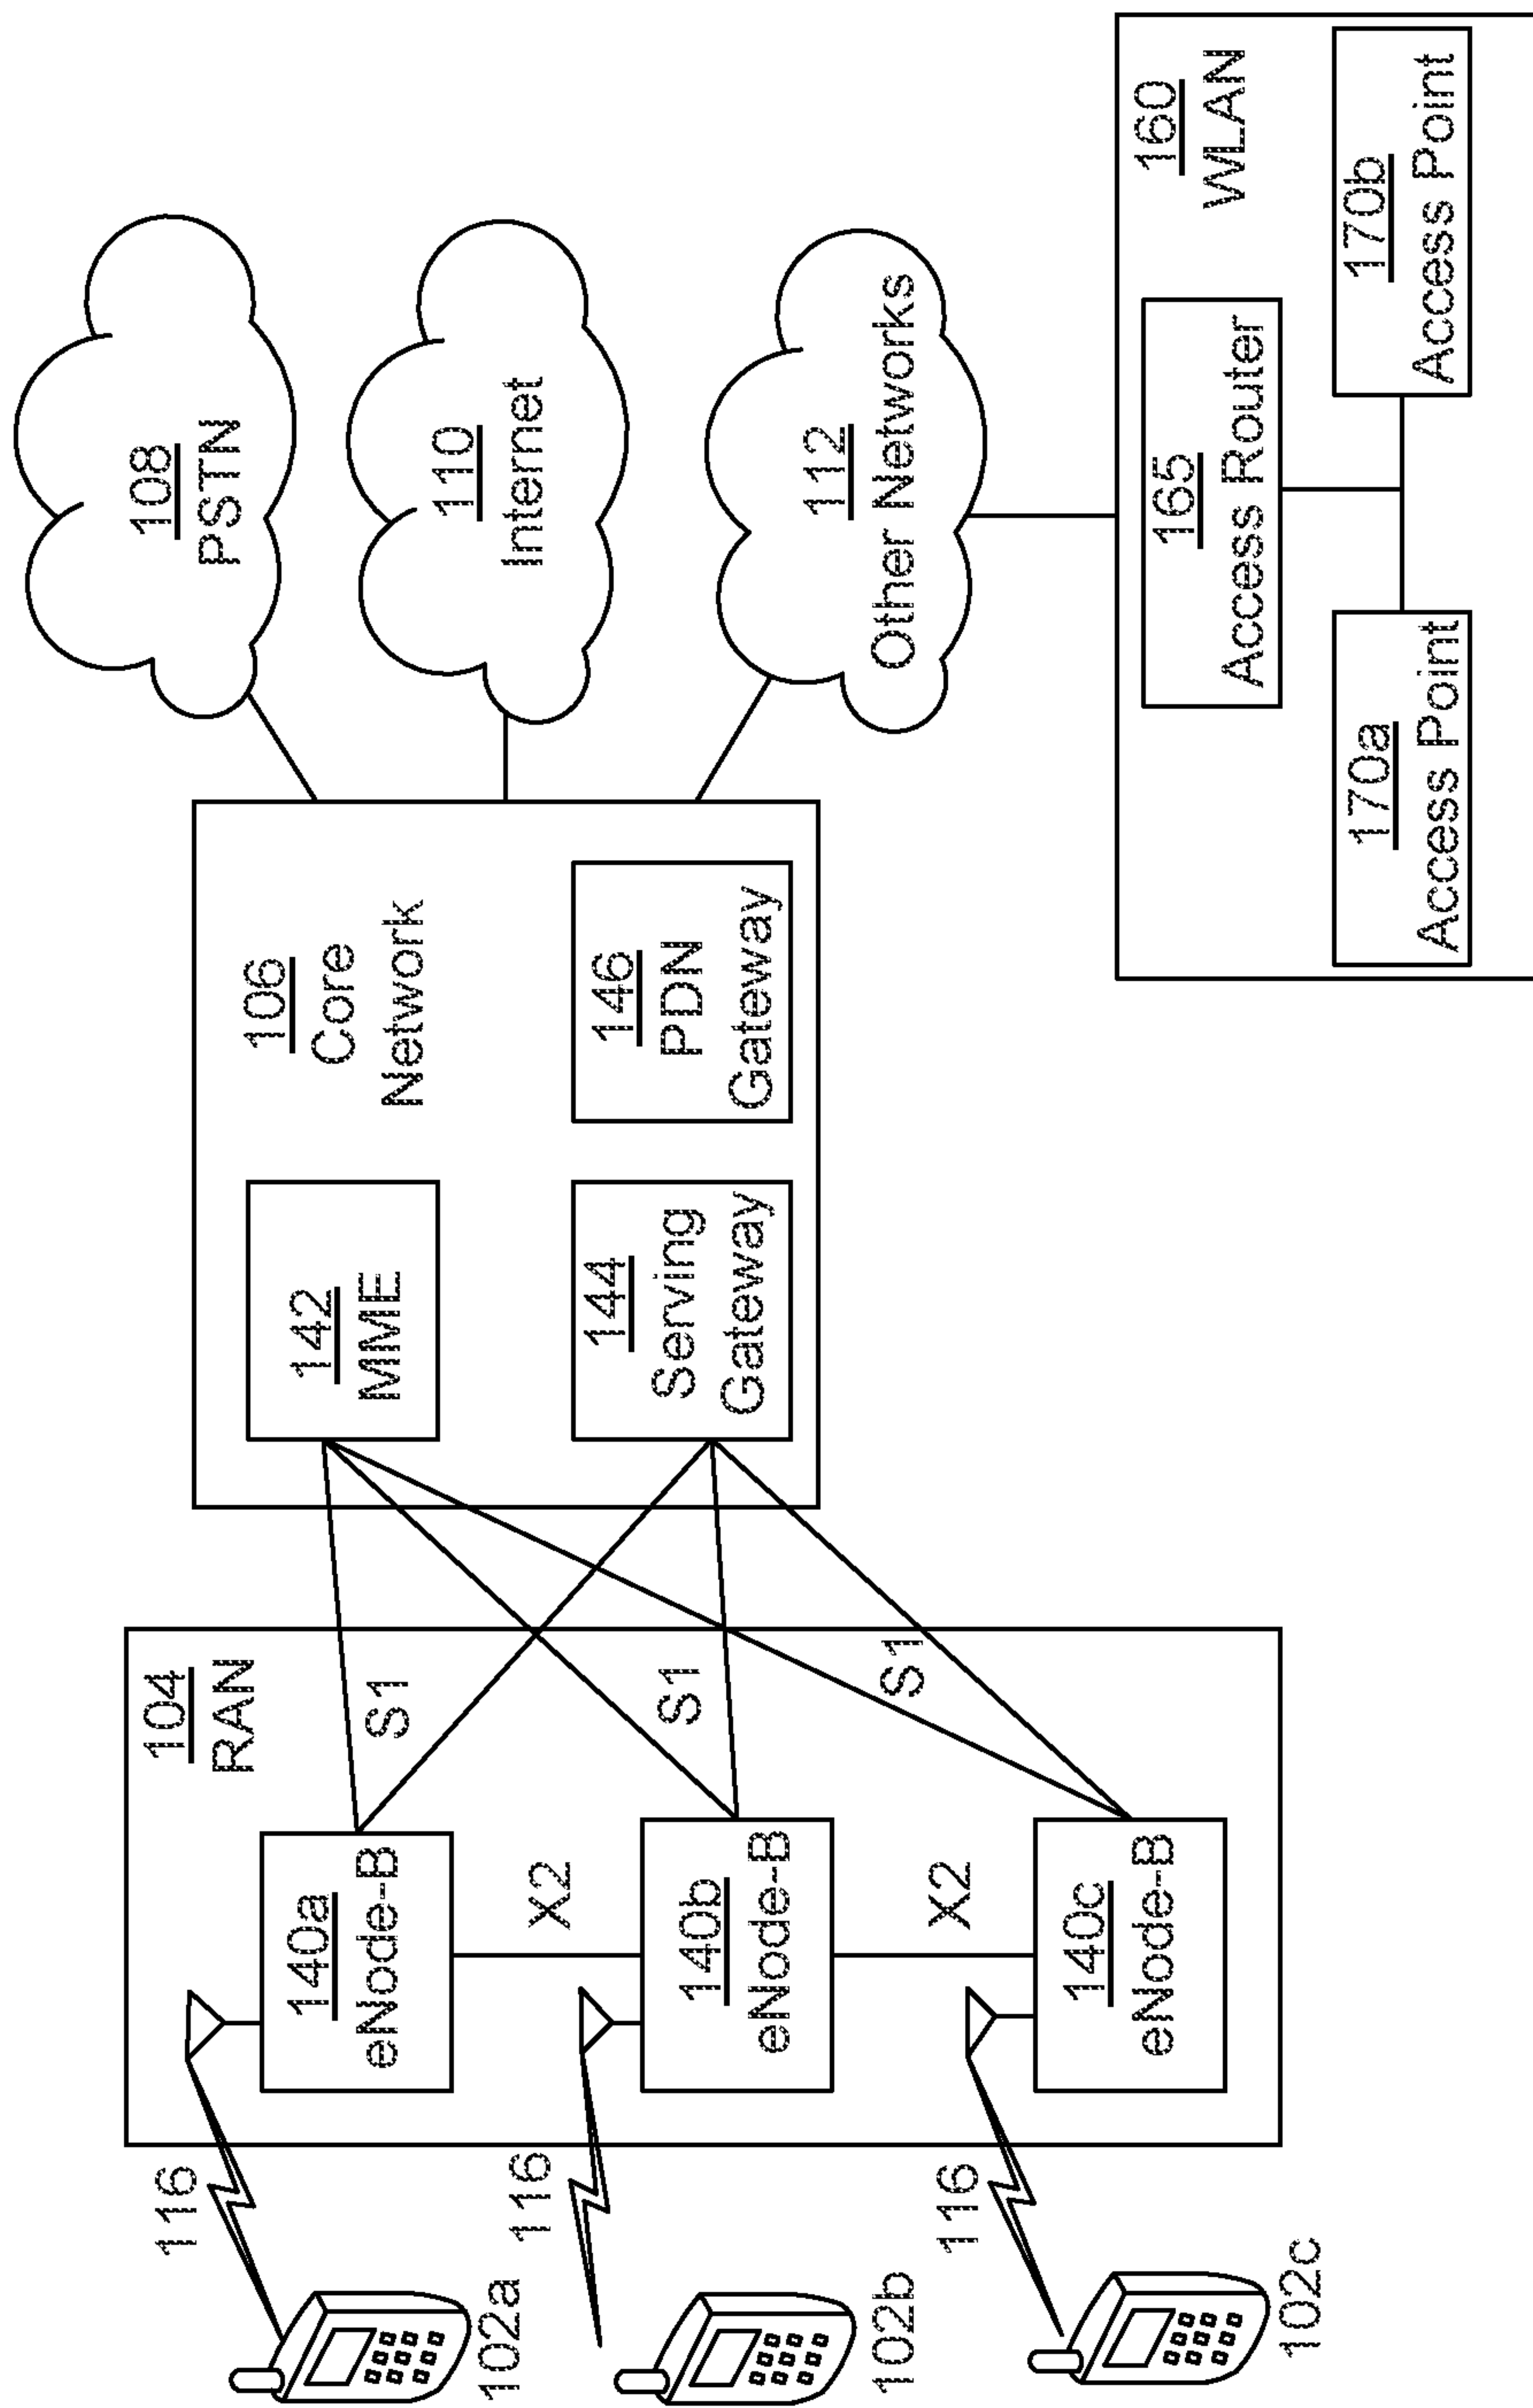 102a
102b
102c
116
116
116
104
RAN
140a
eNode-B
140b
eNode-B
140c
eNode-B
X2
X2
S1
S1
S1
106
Core
Network
142
MME
144
Serving
Gateway
146
PDN
Gateway
108
PSTN
110
Internet
112
Other Networks
160
WLAN
165
Access Router
170a
Access Point
170b
Access Point